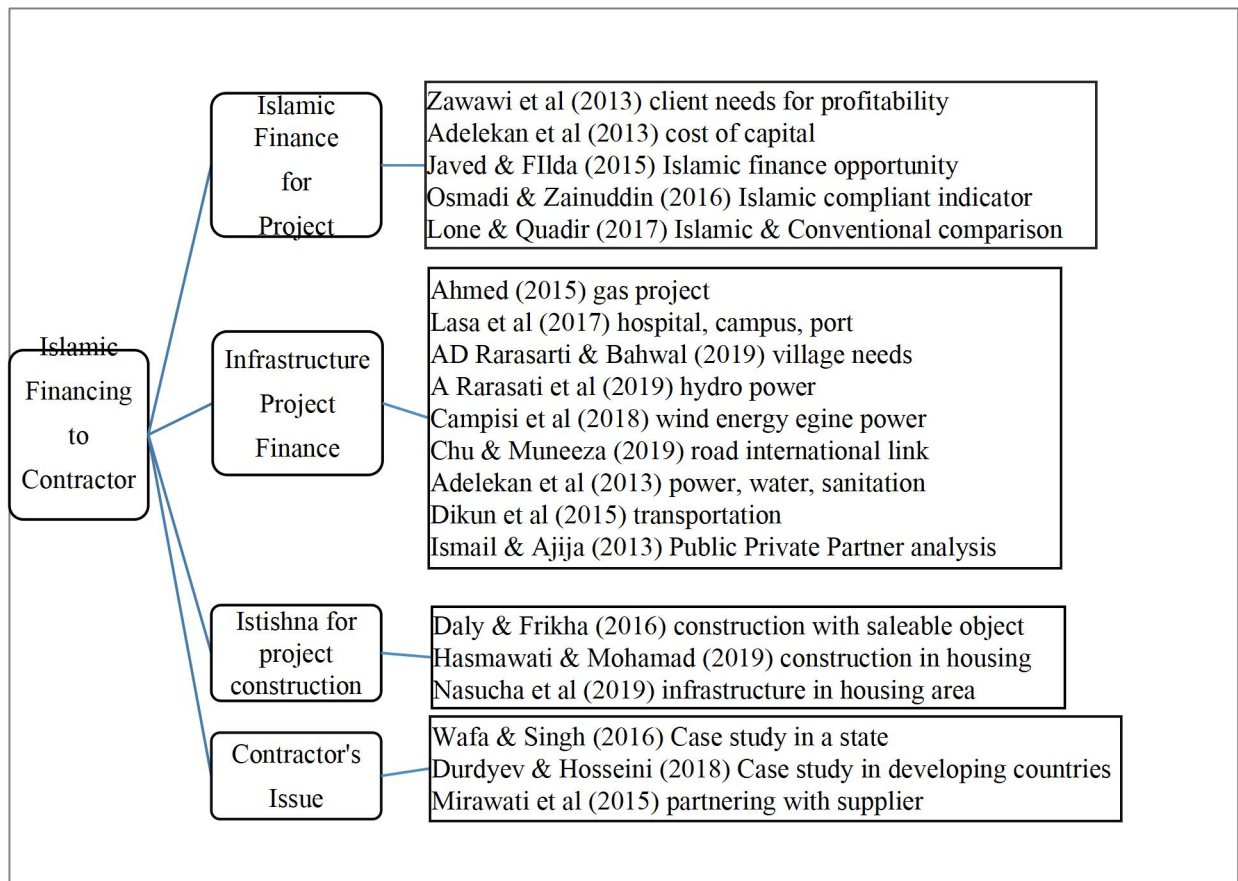 Islamic
Financing
to
Contractor
Islamic
Finance
for
Project
Zawawi et al (2013) client needs for profitability
Adelekan et al (2013) cost of capital
Javed & FIlda (2015) Islamic finance opportunity
Osmadi & Zainuddin (2016) Islamic compliant indicator
Lone & Quadir (2017) Islamic & Conventional comparison
Infrastructure
Project
Finance
Ahmed (2015) gas project
Lasa et al (2017) hospital, campus, port
AD Rarasarti & Bahwal (2019) village needs
A Rarasati et al (2019) hydro power
Campisi et al (2018) wind energy egine power
Chu & Muneeza (2019) road international link
Adelekan et al (2013) power, water, sanitation
Dikun et al (2015) transportation
Ismail & Ajija (2013) Public Private Partner analysis
Istishna for
project
construction
Daly & Frikha (2016) construction with saleable object
Hasmawati & Mohamad (2019) construction in housing
Nasucha et al (2019) infrastructure in housing area
Contractor's
Issue
Wafa & Singh (2016) Case study in a state
Durdyev & Hosseini (2018) Case study in developing countries
Mirawati et al (2015) partnering with supplier